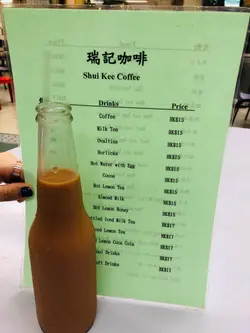 瑞記咖啡
Shui Kee Coffee
Drinks Price
Coffee HK$15
Milk Tea HK$15
Ovaltine HK$15
Horlicks HK$15
Hot Water with Egg HK$15
Cocoa HK$15
Hot Lemon Tea HK$15
Almond Milk HK$15
Hot Lemon Honey HK$15
Iced Milk Tea HK$17
Lemon Tea HK$17
Lemon Coca Cola HK$17
Drinks HK$17
Drinks HK$11